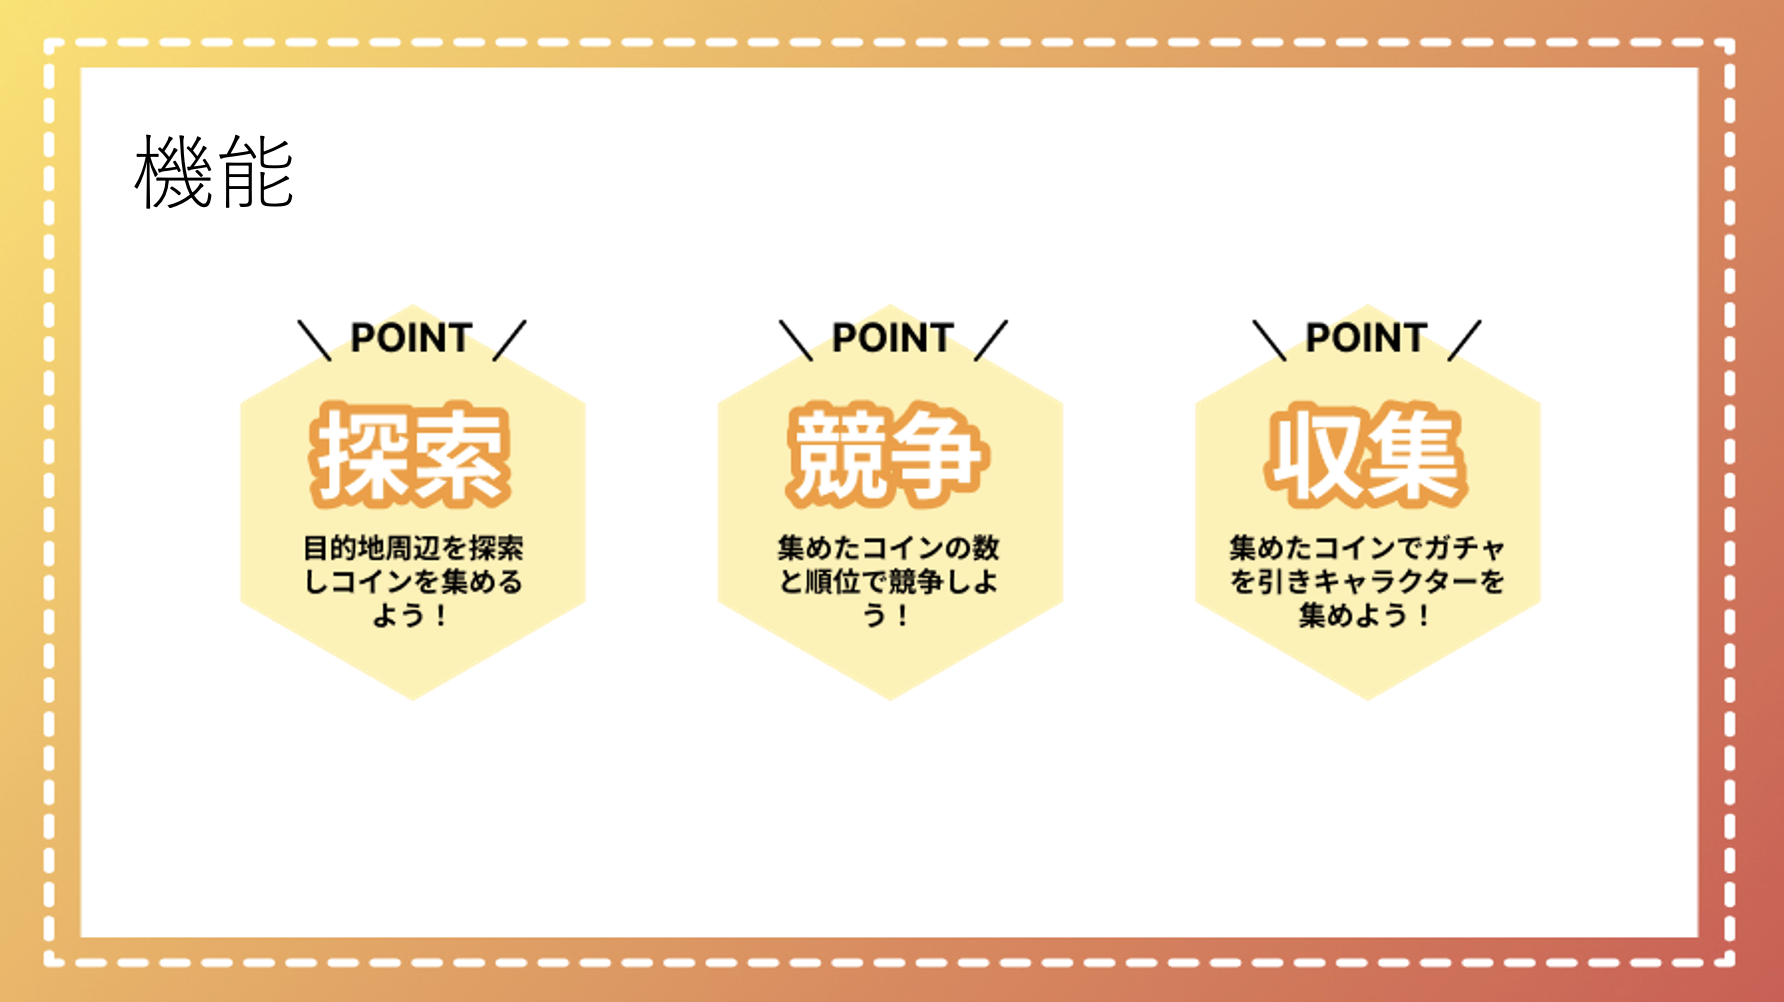 機能
POINT
探索
目的地周辺を探索
しコインを集める
よう！
POINT
競争
集めたコインの数
と順位で競争しよ
う！
POINT
収集
集めたコインでガチャ
を引きキャラクターを
集めよう！